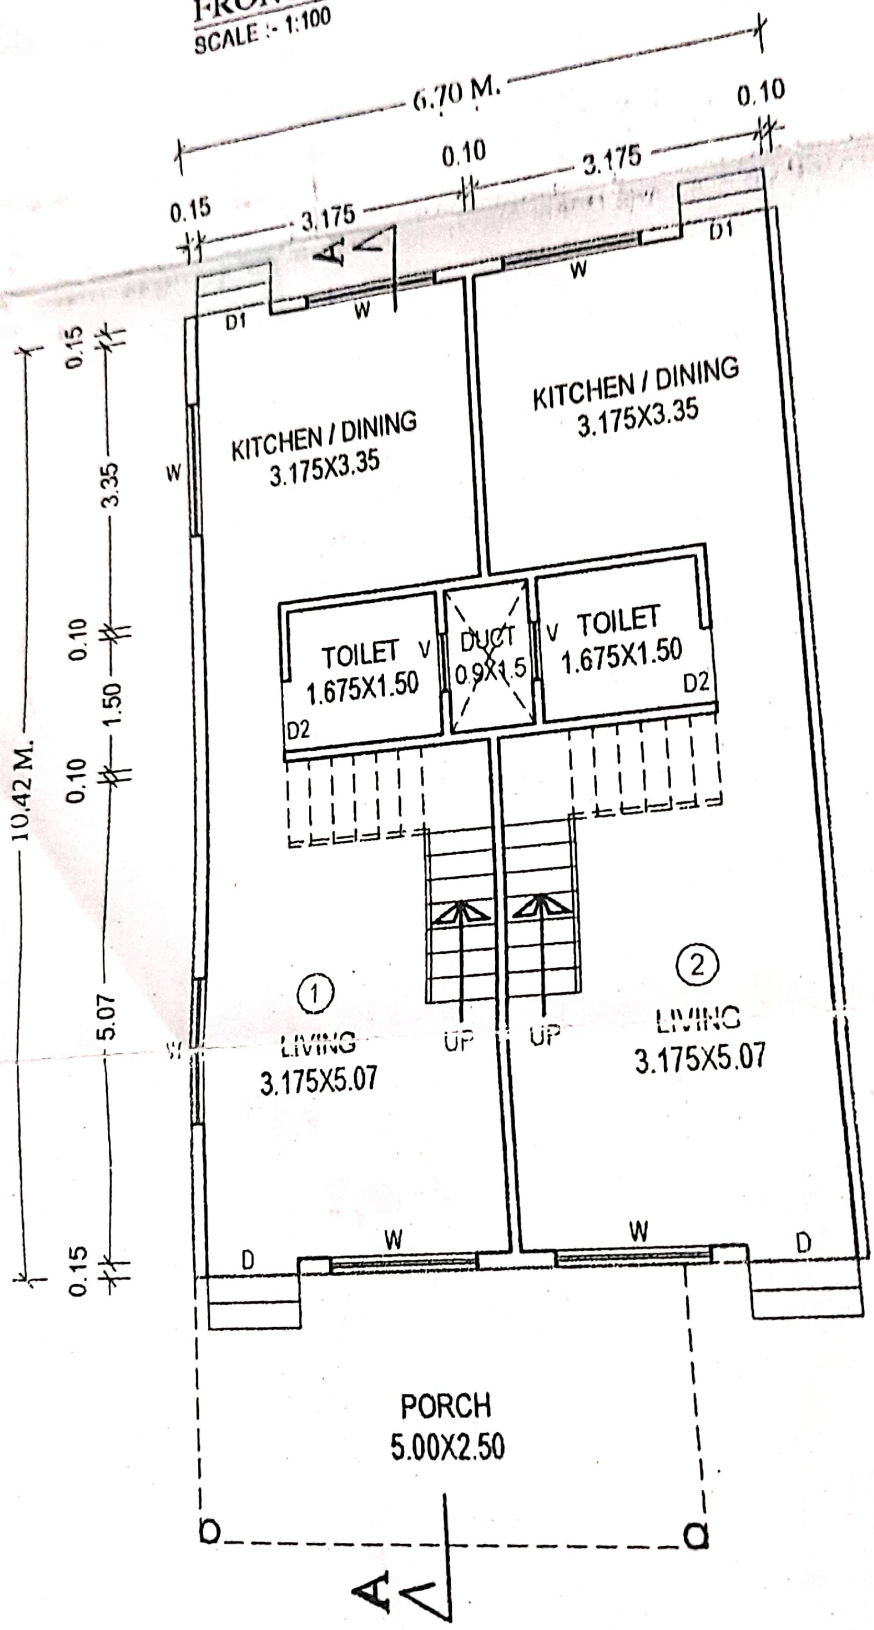 SCALE :- 1:100
6.70 M.
0.15
3.175
0.10
3.175
0.10
A
D1
W
W
D1
0.15
3.35
0.10
1.50
0.10
5.07
0.15
10.42 M.
W
KITCHEN / DINING
3.175X3.35
KITCHEN / DINING
3.175X3.35
TOILET
1.675X1.50
V
DUCT
0.9X1.5
V
TOILET
1.675X1.50
D2
D2
1
LIVING
3.175X5.07
UP
UP
2
LIVING
3.175X5.07
W
D
W
W
D
PORCH
5.00X2.50
A